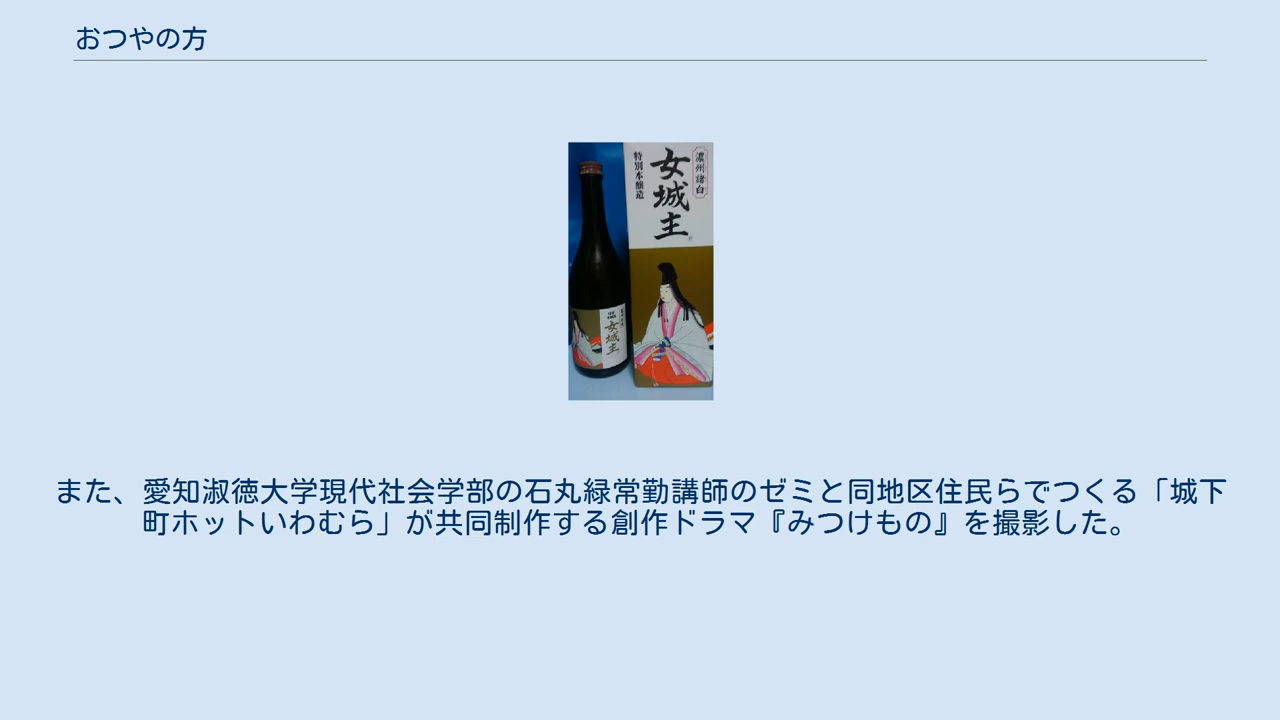 おつやの方
濃州諸白
女城主
特別本醸造
女城主
また、愛知淑徳大学現代社会学部の石丸緑常勤講師のゼミと同地区住民らでつくる「城下
町ホットいわむら」が共同制作する創作ドラマ『みつけもの』を撮影した。